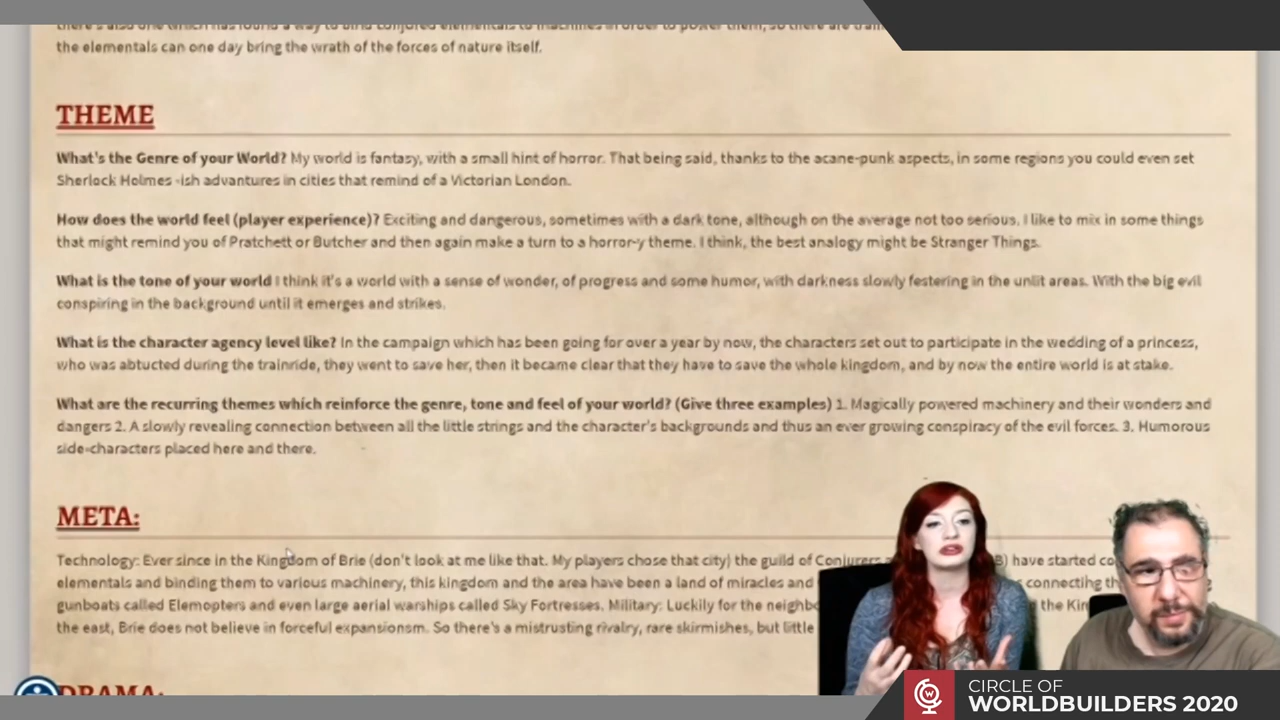 the elementals can one day bring the wrath of the forces of nature itself.
THEME
What's the Genre of your World? My world is fantasy, with a small hint of horror. That being said, thanks to the acane-punk aspects, in some regions you could even set
Sherlock Holmes -ish advantures in cities that remind of a Victorian London.
How does the world feel (player experience)? Exciting and dangerous, sometimes with a dark tone, although on the average not too serious. I like to mix in some things
that might remind you of Pratchett or Butcher and then again make a turn to a horror-y theme. I think, the best analogy might be Stranger Things.
What is the tone of your world I think it's a world with a sense of wonder, of progress and some humor, with darkness slowly festering in the unlit areas. With the big evil
conspiring in the background until it emerges and strikes.
What is the character agency level like? In the campaign which has been going for over a year by now, the characters set out to participate in the wedding of a princess,
who was abtucted during the trainride, they went to save her, then it became clear that they have to save the whole kingdom, and by now the entire world is at stake.
What are the recurring themes which reinforce the genre, tone and feel of your world? (Give three examples) 1. Magically powered machinery and their wonders and
dangers 2. A slowly revealing connection between all the little strings and the character's backgrounds and thus an ever growing conspiracy of the evil forces. 3. Humorous
side-characters placed here and there.
META:
Technology: Ever since in the Kingdom of Brie (don't look at me like that. My players chose that city) the guild of Conjurers have started
elementals and binding them to various machinery, this kingdom and the area have been a land of miracles and connecting
gunboats called Elemopters and even large aerial warships called Sky Fortresses. Military: Luckily for the the
the east, Brie does not believe in forceful expansionsm. So there's a mistrusting rivalry, rare skirmishes, but little
DRAMA:
CIRCLE OF
WORLDBUILDERS 2020